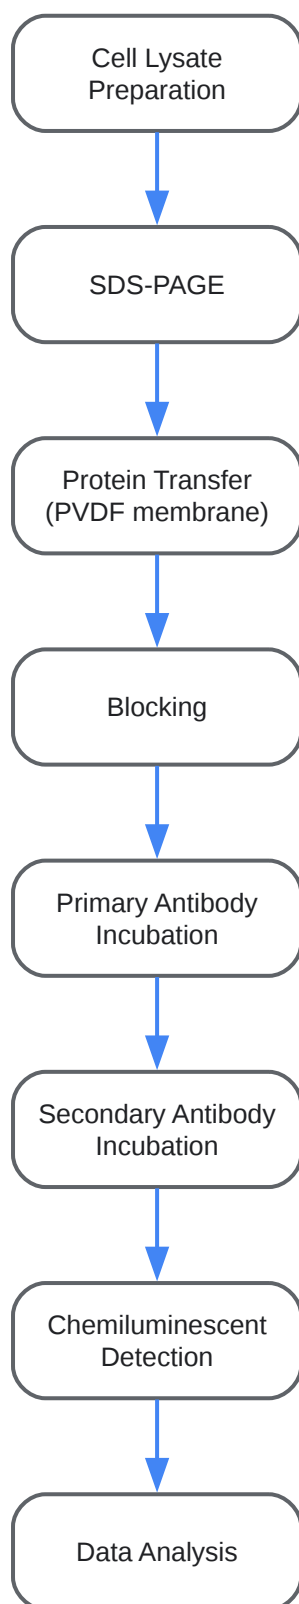 Cell Lysate
Preparation
SDS-PAGE
Protein Transfer
(PVDF membrane)
Blocking
Primary Antibody
Incubation
Secondary Antibody
Incubation
Chemiluminescent
Detection
Data Analysis